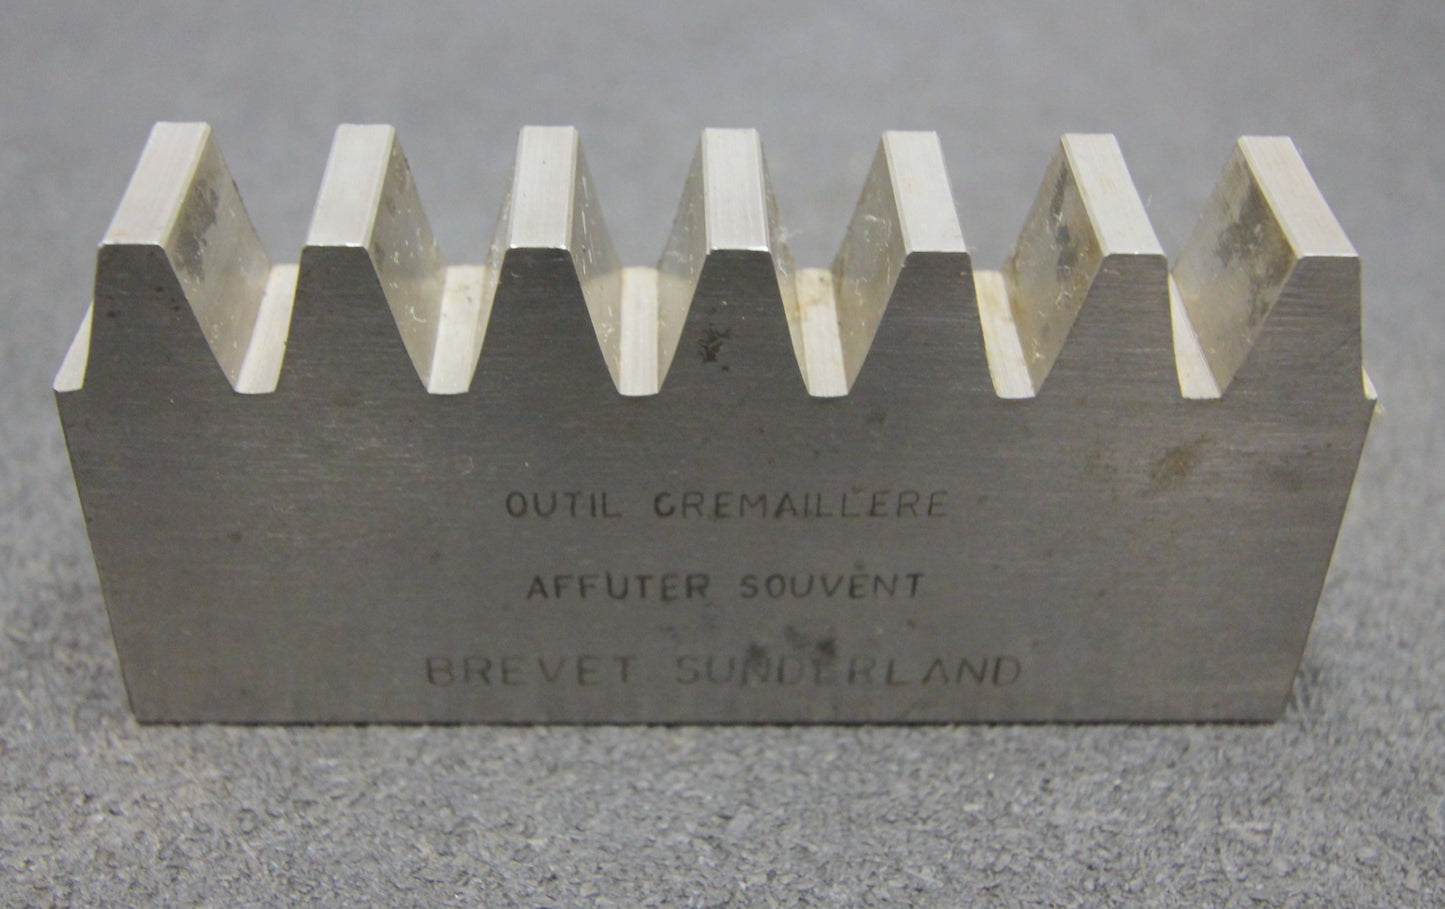 OUTIL CREMAILLERE
AFFUTER SOUVENT
BREVET SUNDERLAND